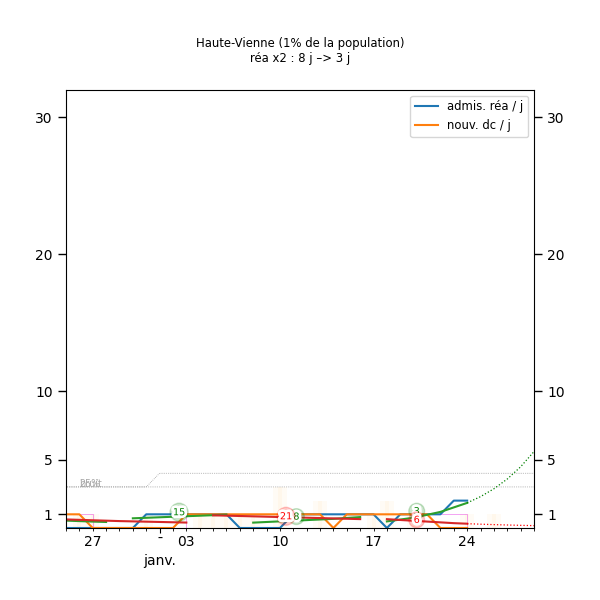 Haute-Vienne (1% de la population)
réa x2 : 8 j –> 3 j
admis. réa / j
nouv. dc / j
30 30
20 20
10 10
5 5
1 1
15 21 8 3 6
27 - 03 10 17 24
janv.